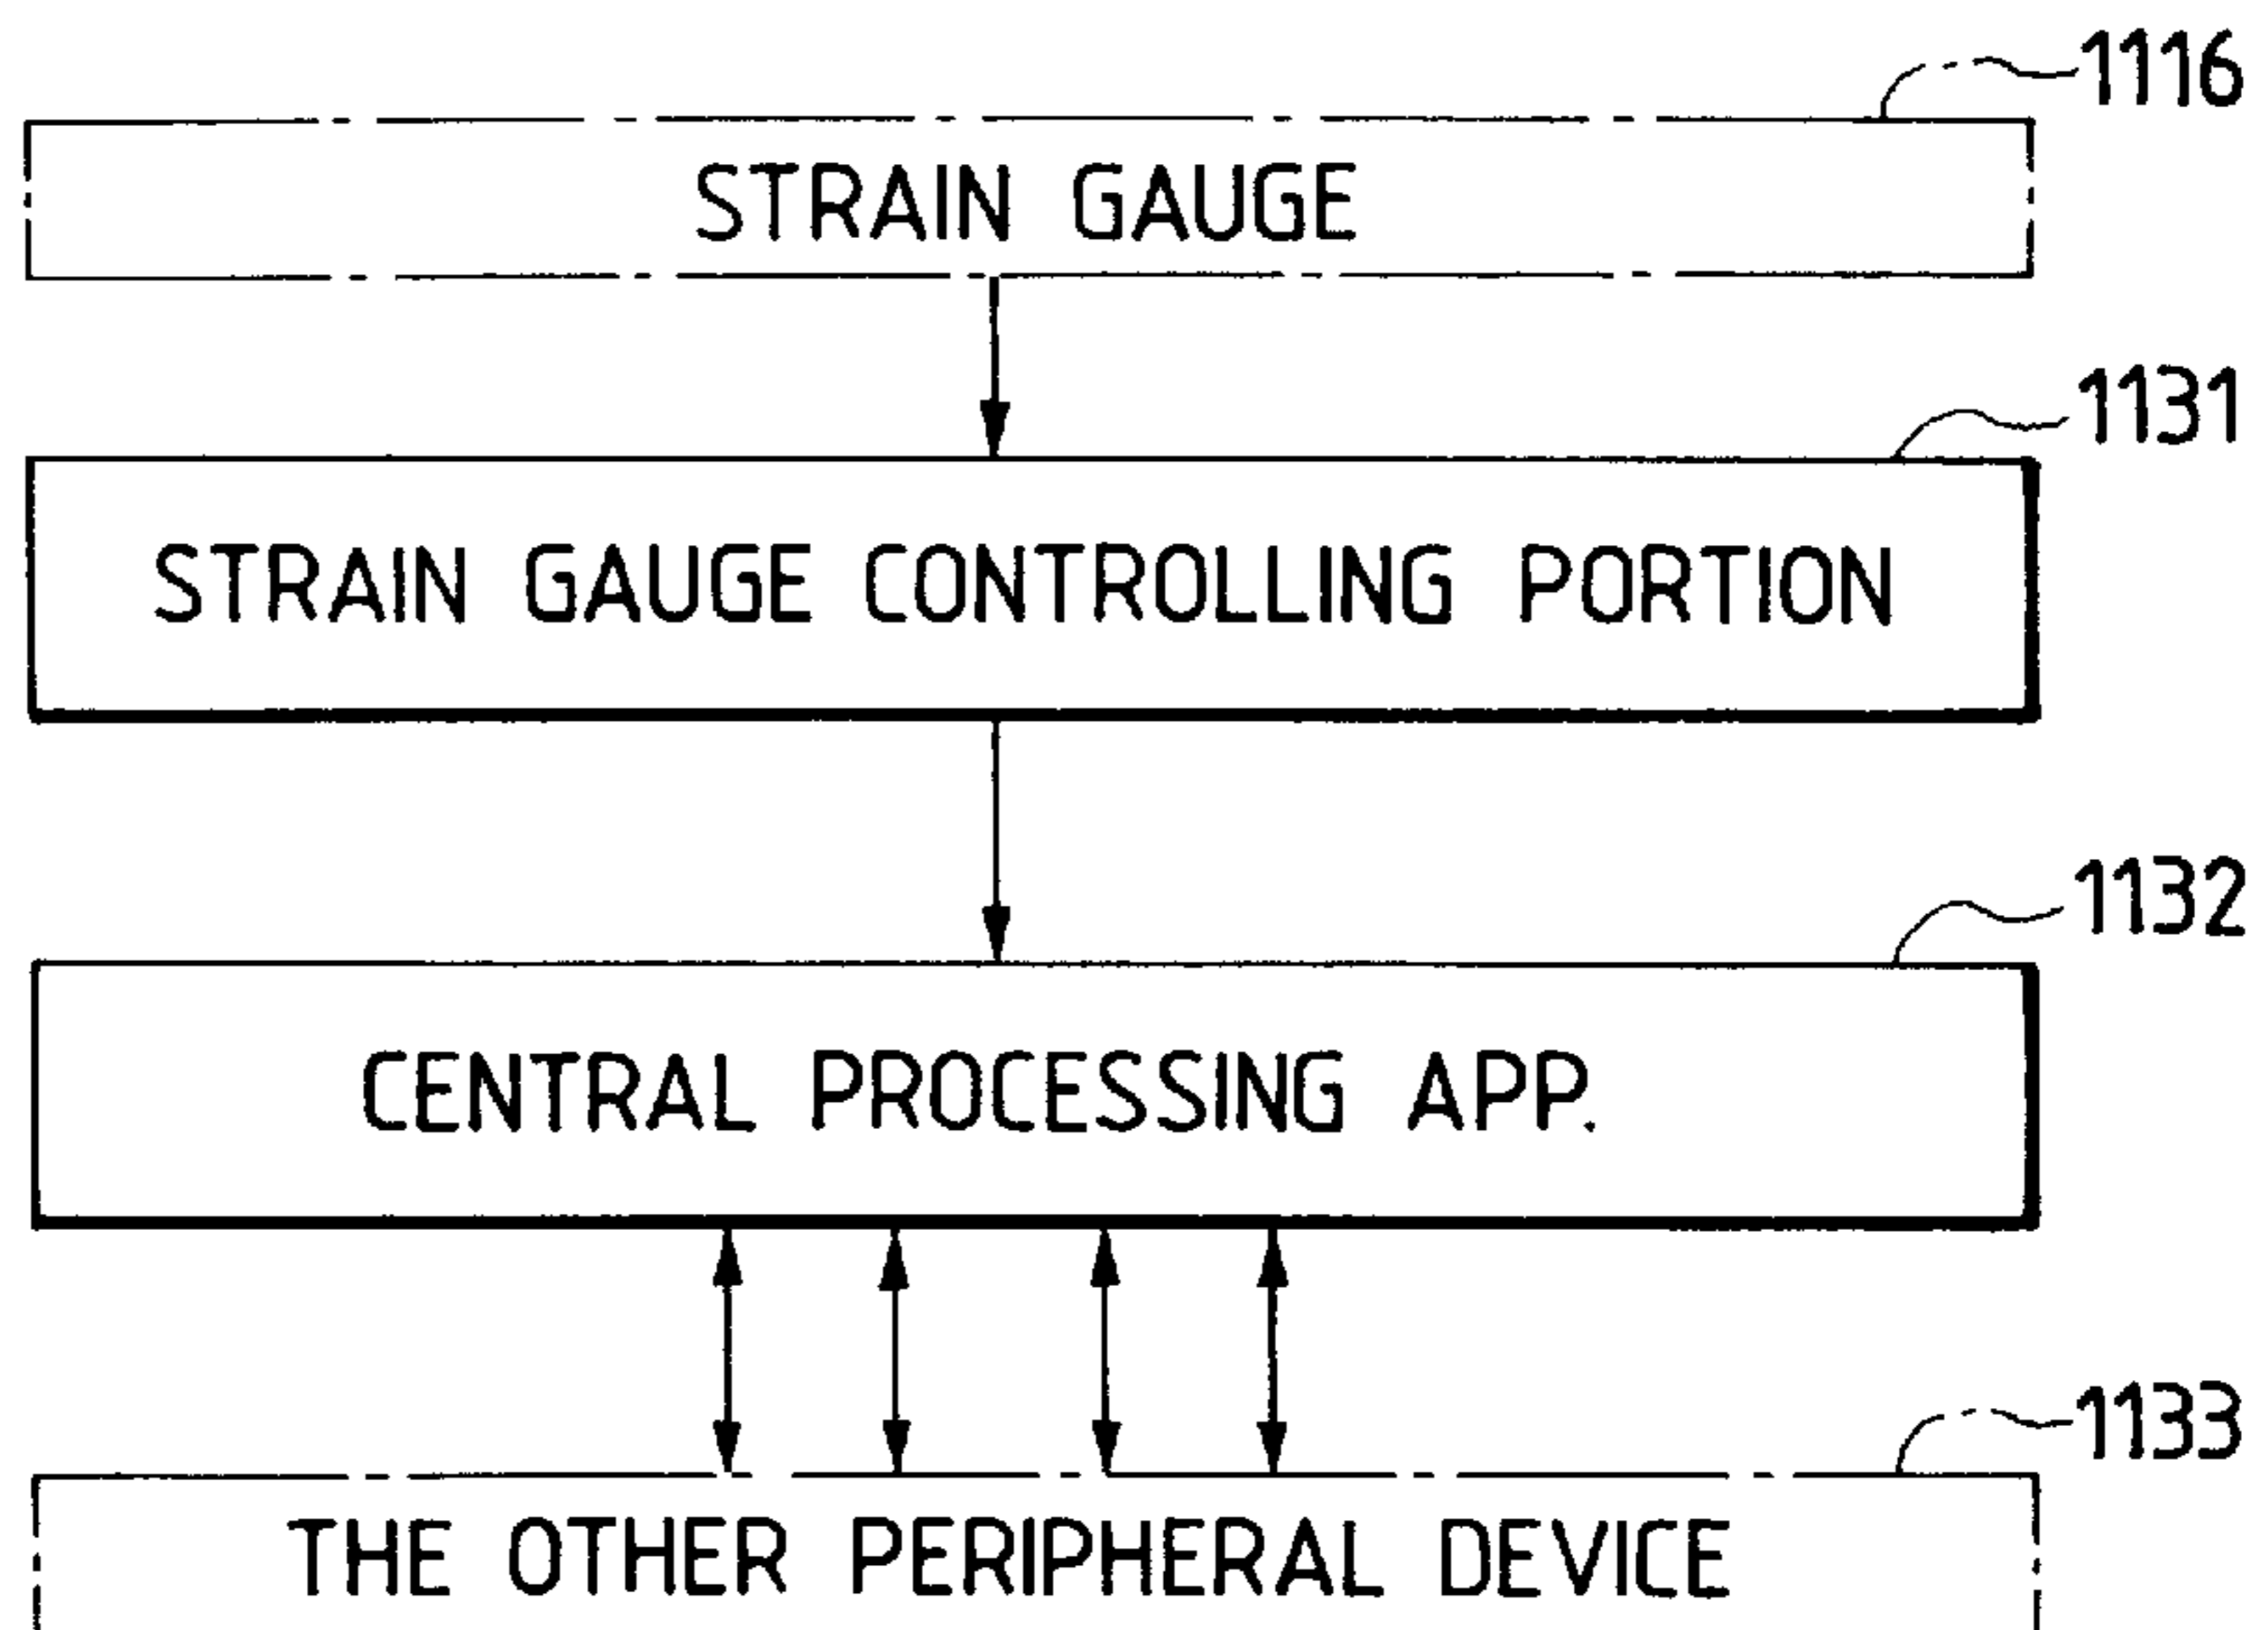 1116
STRAIN GAUGE
1131
STRAIN GAUGE CONTROLLING PORTION
1132
CENTRAL PROCESSING APP.
1133
THE OTHER PERIPHERAL DEVICE